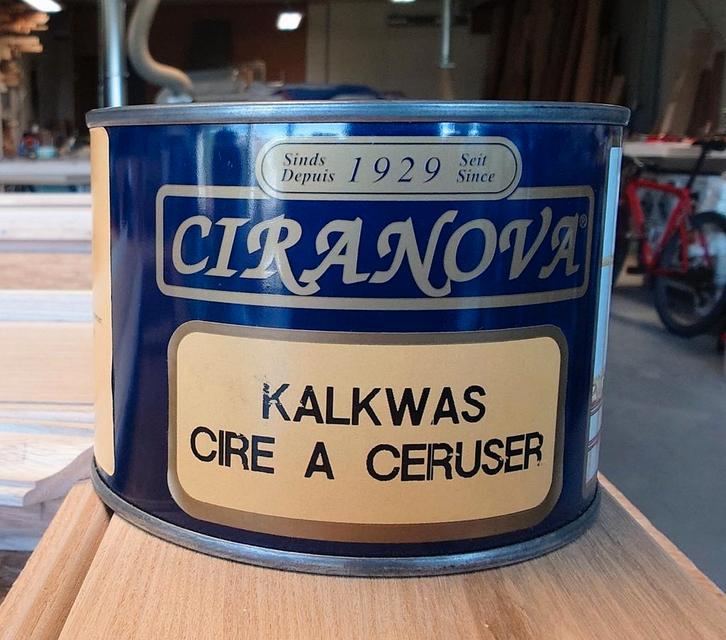 Sinds Depuis 1929 Seit Since
CIRANOVA®
KALKWAS
CIRE A CERUSER